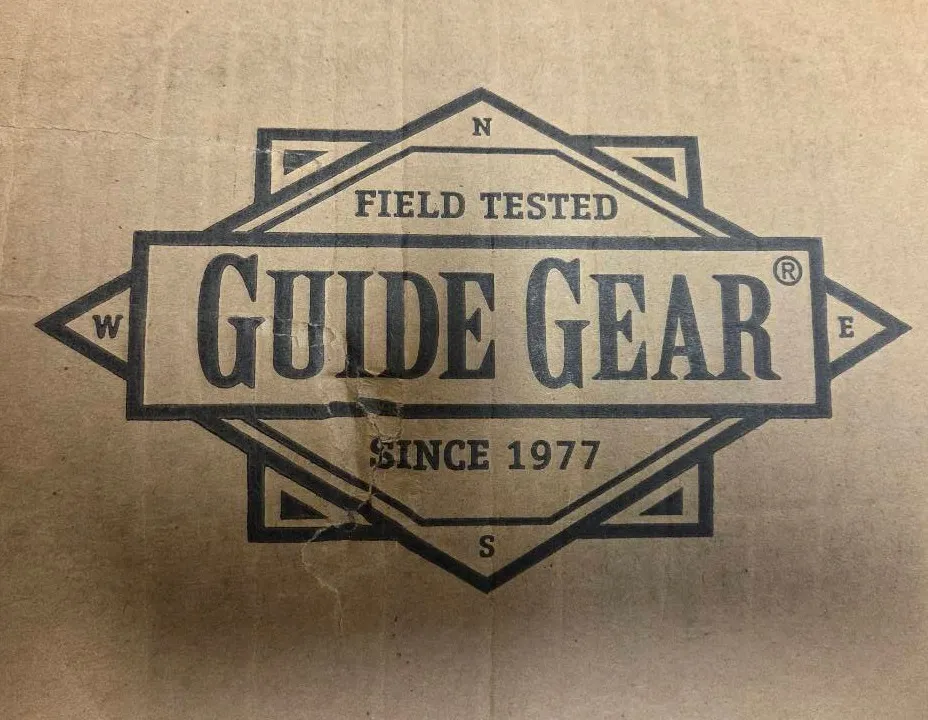 N
FIELD TESTED
W GUIDE GEAR® E
SINCE 1977
S